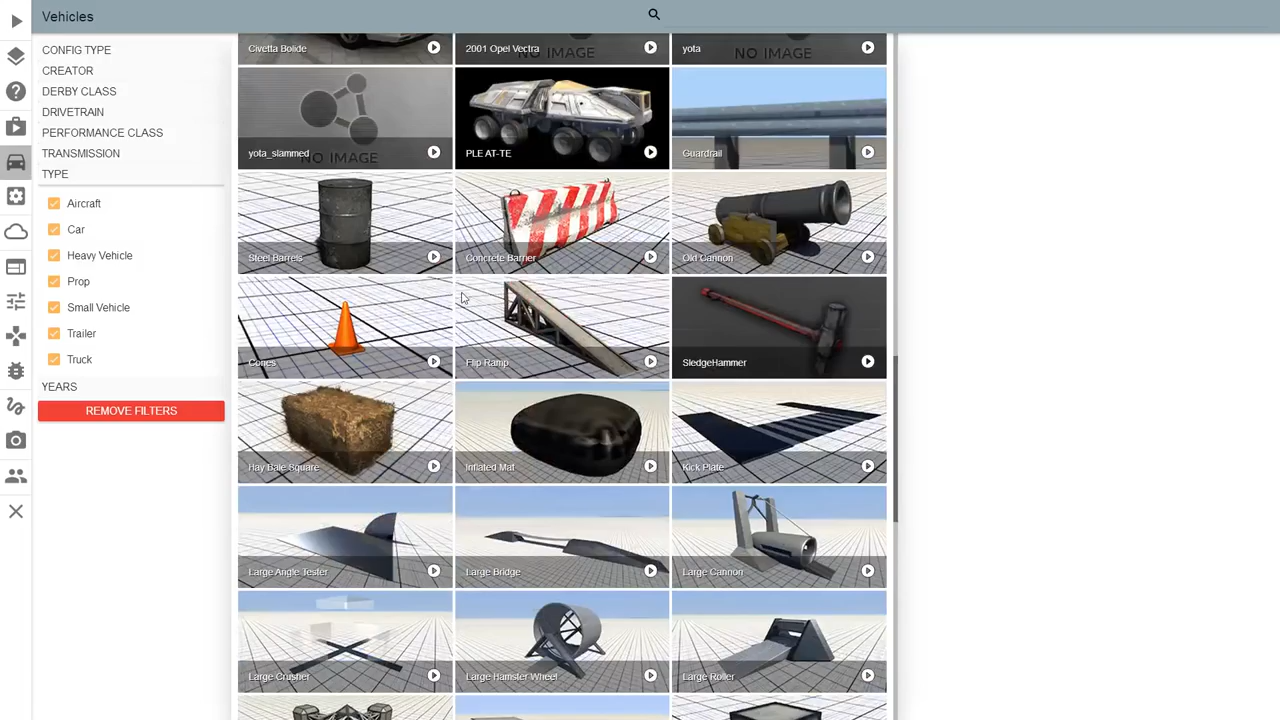 Vehicles
CONFIG TYPE
CREATOR
DERBY CLASS
DRIVETRAIN
PERFORMANCE CLASS
TRANSMISSION
TYPE
Aircraft
Car
Heavy Vehicle
Prop
Small Vehicle
Trailer
Truck
YEARS
REMOVE FILTERS
Civetta Bolide
2001 Opel Vectra
NO IMAGE
yota
NO IMAGE
yota_slammed
NO IMAGE
PLE AT-TE
Guardrail
Steel Barrels
Concrete Barrier
Old Cannon
Cones
Flip Ramp
SledgeHammer
Hay Bale Square
Inflated Mat
Kick Plate
Large Angle Tester
Large Bridge
Large Cannon
Large Crusher
Large Hamster Wheel
Large Roller